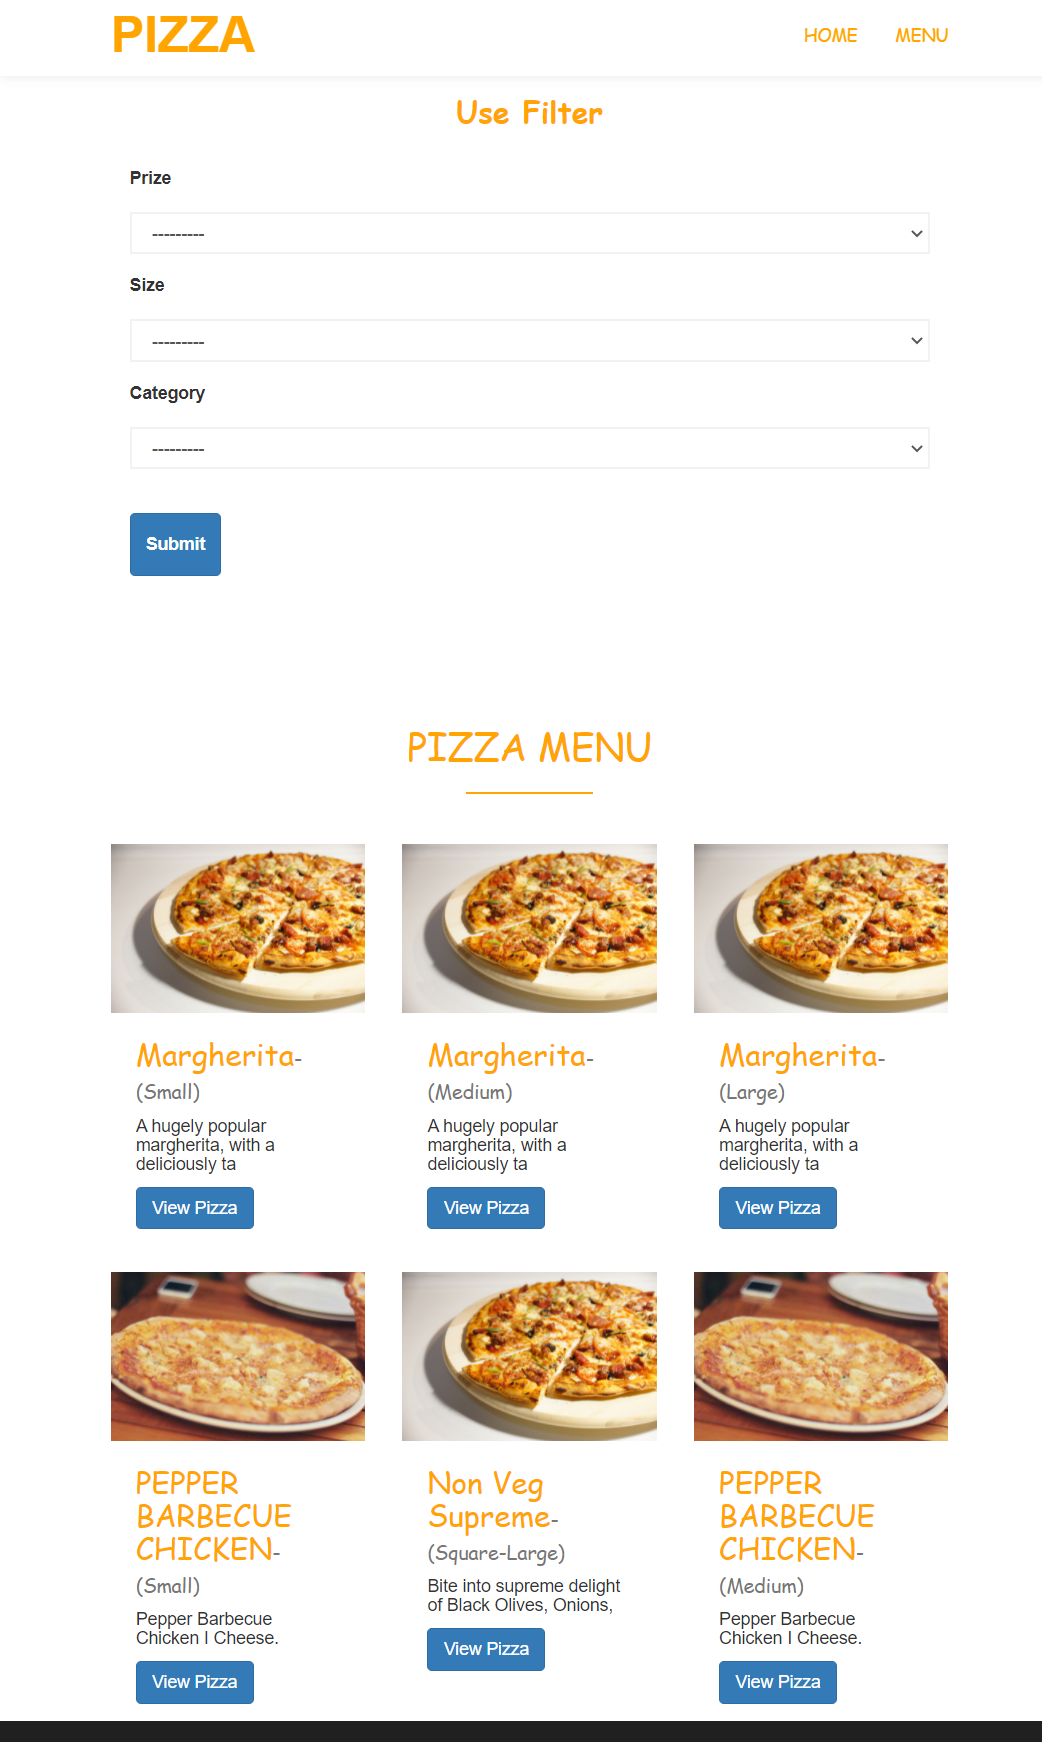 PIZZA
HOME MENU
Use Filter
Prize
---------
Size
---------
Category
---------
Submit
PIZZA MENU
Margherita-
(Small)
A hugely popular
margherita, with a
deliciously ta
View Pizza
Margherita-
(Medium)
A hugely popular
margherita, with a
deliciously ta
View Pizza
Margherita-
(Large)
A hugely popular
margherita, with a
deliciously ta
View Pizza
PEPPER
BARBECUE
CHICKEN-
(Small)
Pepper Barbecue
Chicken I Cheese.
View Pizza
Non Veg
Supreme-
(Square-Large)
Bite into supreme delight
of Black Olives, Onions,
View Pizza
PEPPER
BARBECUE
CHICKEN-
(Medium)
Pepper Barbecue
Chicken I Cheese.
View Pizza